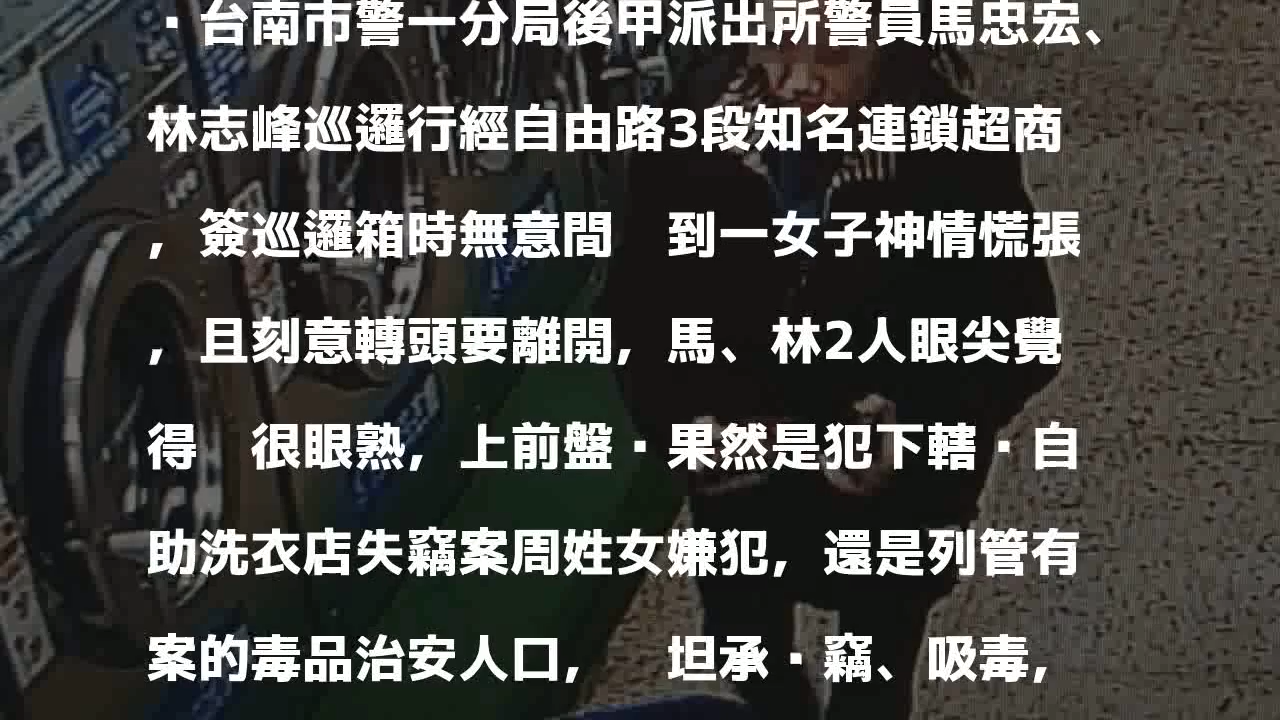 ▪台南市警一分局後甲派出所警員馬忠宏、
林志峰巡邏行經自由路3段知名連鎖超商
，簽巡邏箱時無意間　到一女子神情慌張
，且刻意轉頭要離開，馬、林2人眼尖覺
得　很眼熟，上前盤▪果然是犯下轄▪自
助洗衣店失竊案周姓女嫌犯，還是列管有
案的毒品治安人口，　坦承▪竊、吸毒，